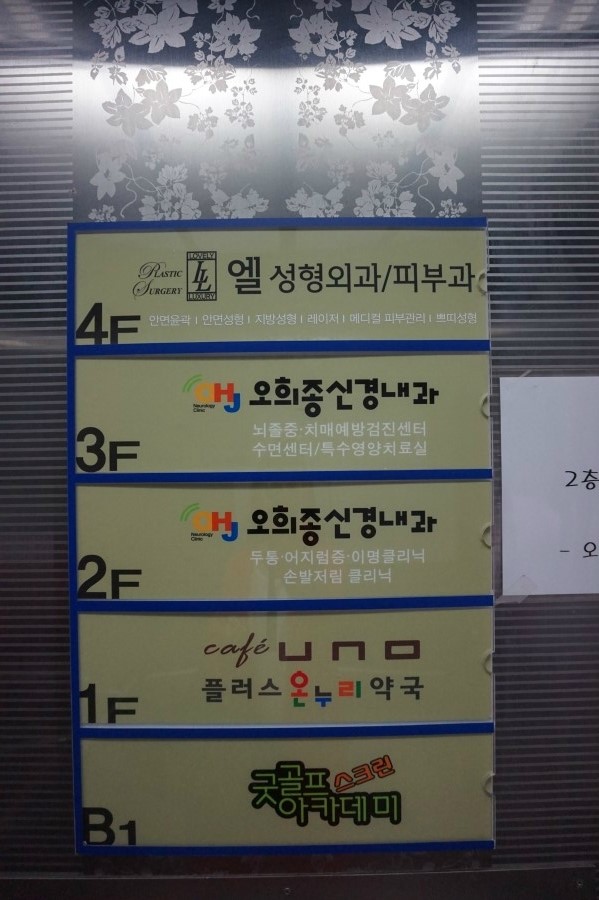 PLASTIC SURGERY
LOVELY
LL
LUXURY
엘 성형외과/피부과
4F
안면윤곽 | 안면성형 | 지방성형 | 레이저 | 메디컬 피부관리 | 쁘띠성형
OHJ 오희종신경내과
Neurology Clinic
뇌졸중·치매예방검진센터
수면센터/특수영양치료실
3F
OHJ 오희종신경내과
Neurology Clinic
두통·어지럼증·이명클리닉
손발저림 클리닉
2F
café uno
플러스온누리약국
1F
굿골프스크린
아카데미
B1
2층
- 오